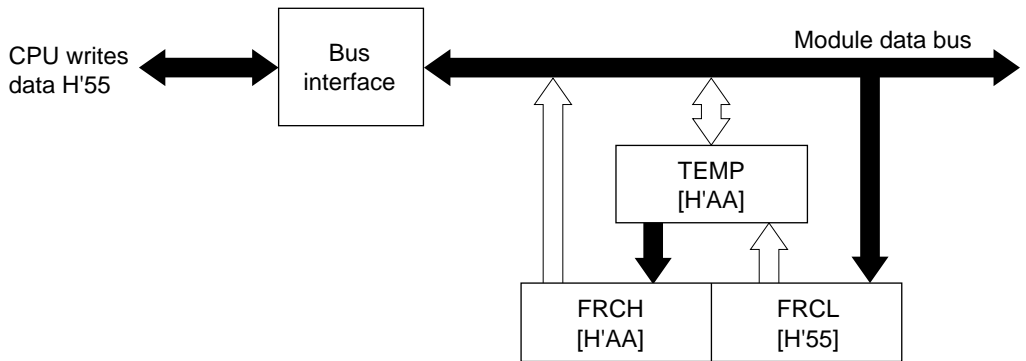 CPU writes
data H'55
Bus
interface
Module data bus
TEMP
[H'AA]
FRCH
[H'AA]
FRCL
[H'55]